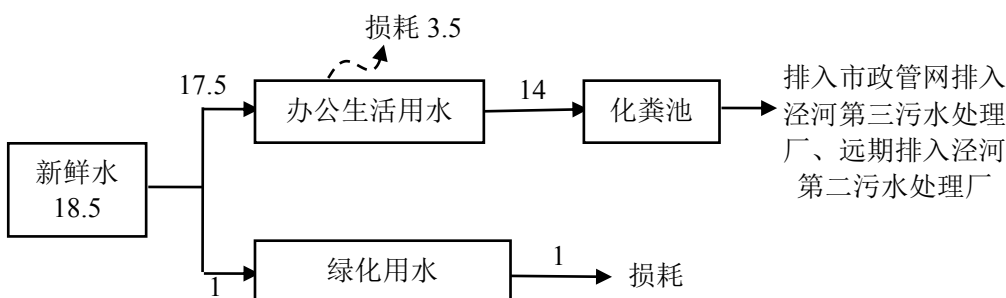 损耗 3.5
17.5
办公生活用水
14
化粪池
排入市政管网排入
泾河第三污水处理
厂、远期排入泾河
第二污水处理厂
新鲜水
18.5
1
绿化用水
1
损耗